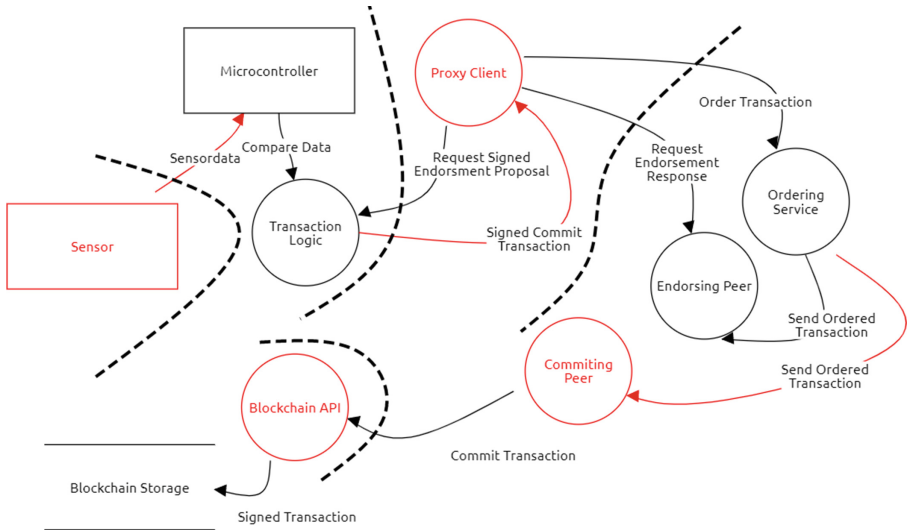 Microcontroller
Proxy Client
Order Transaction
Sensordata
Compare Data
Request Signed
Endorsment Proposal
Request
Endorsement
Response
Ordering
Service
Sensor
Transaction
Logic
Signed Commit
Transaction
Endorsing Peer
Send Ordered
Transaction
Commiting
Peer
Send Ordered
Transaction
Blockchain API
Commit Transaction
Blockchain Storage
Signed Transaction